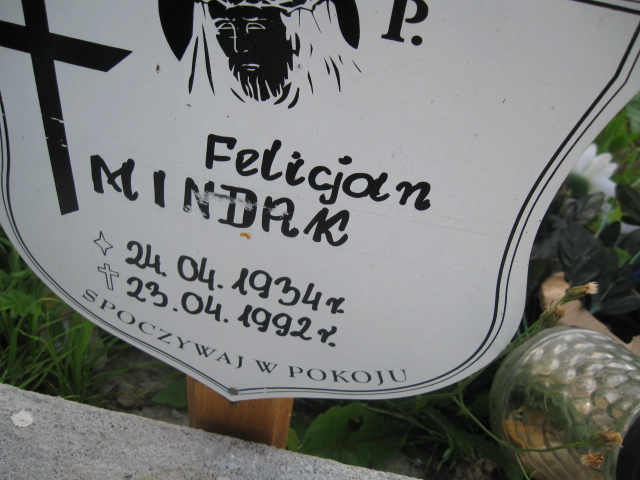 P.
Felicjan
MINDAK
24.04.1934r.
23.04.1992r.
SPOCZYWAJ W POKOJU